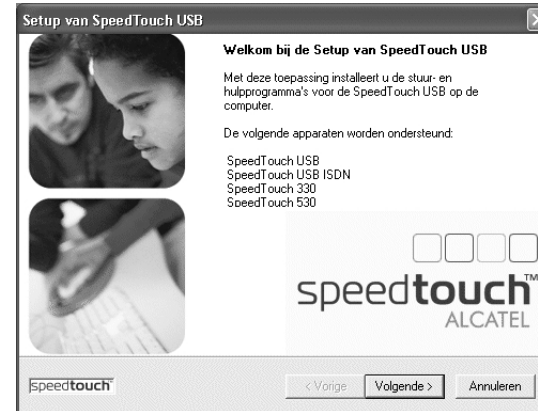 Setup van SpeedTouch USB
Welkom bij de Setup van SpeedTouch USB
Met deze toepassing installeert u de stuur- en
hulpprogramma's voor de SpeedTouch USB op de
computer.
De volgende apparaten worden ondersteund:
SpeedTouch USB
SpeedTouch USB ISDN
SpeedTouch 330
SpeedTouch 530
speedtouch™
ALCATEL
speedtouch™
< Vorige
Volgende >
Annuleren